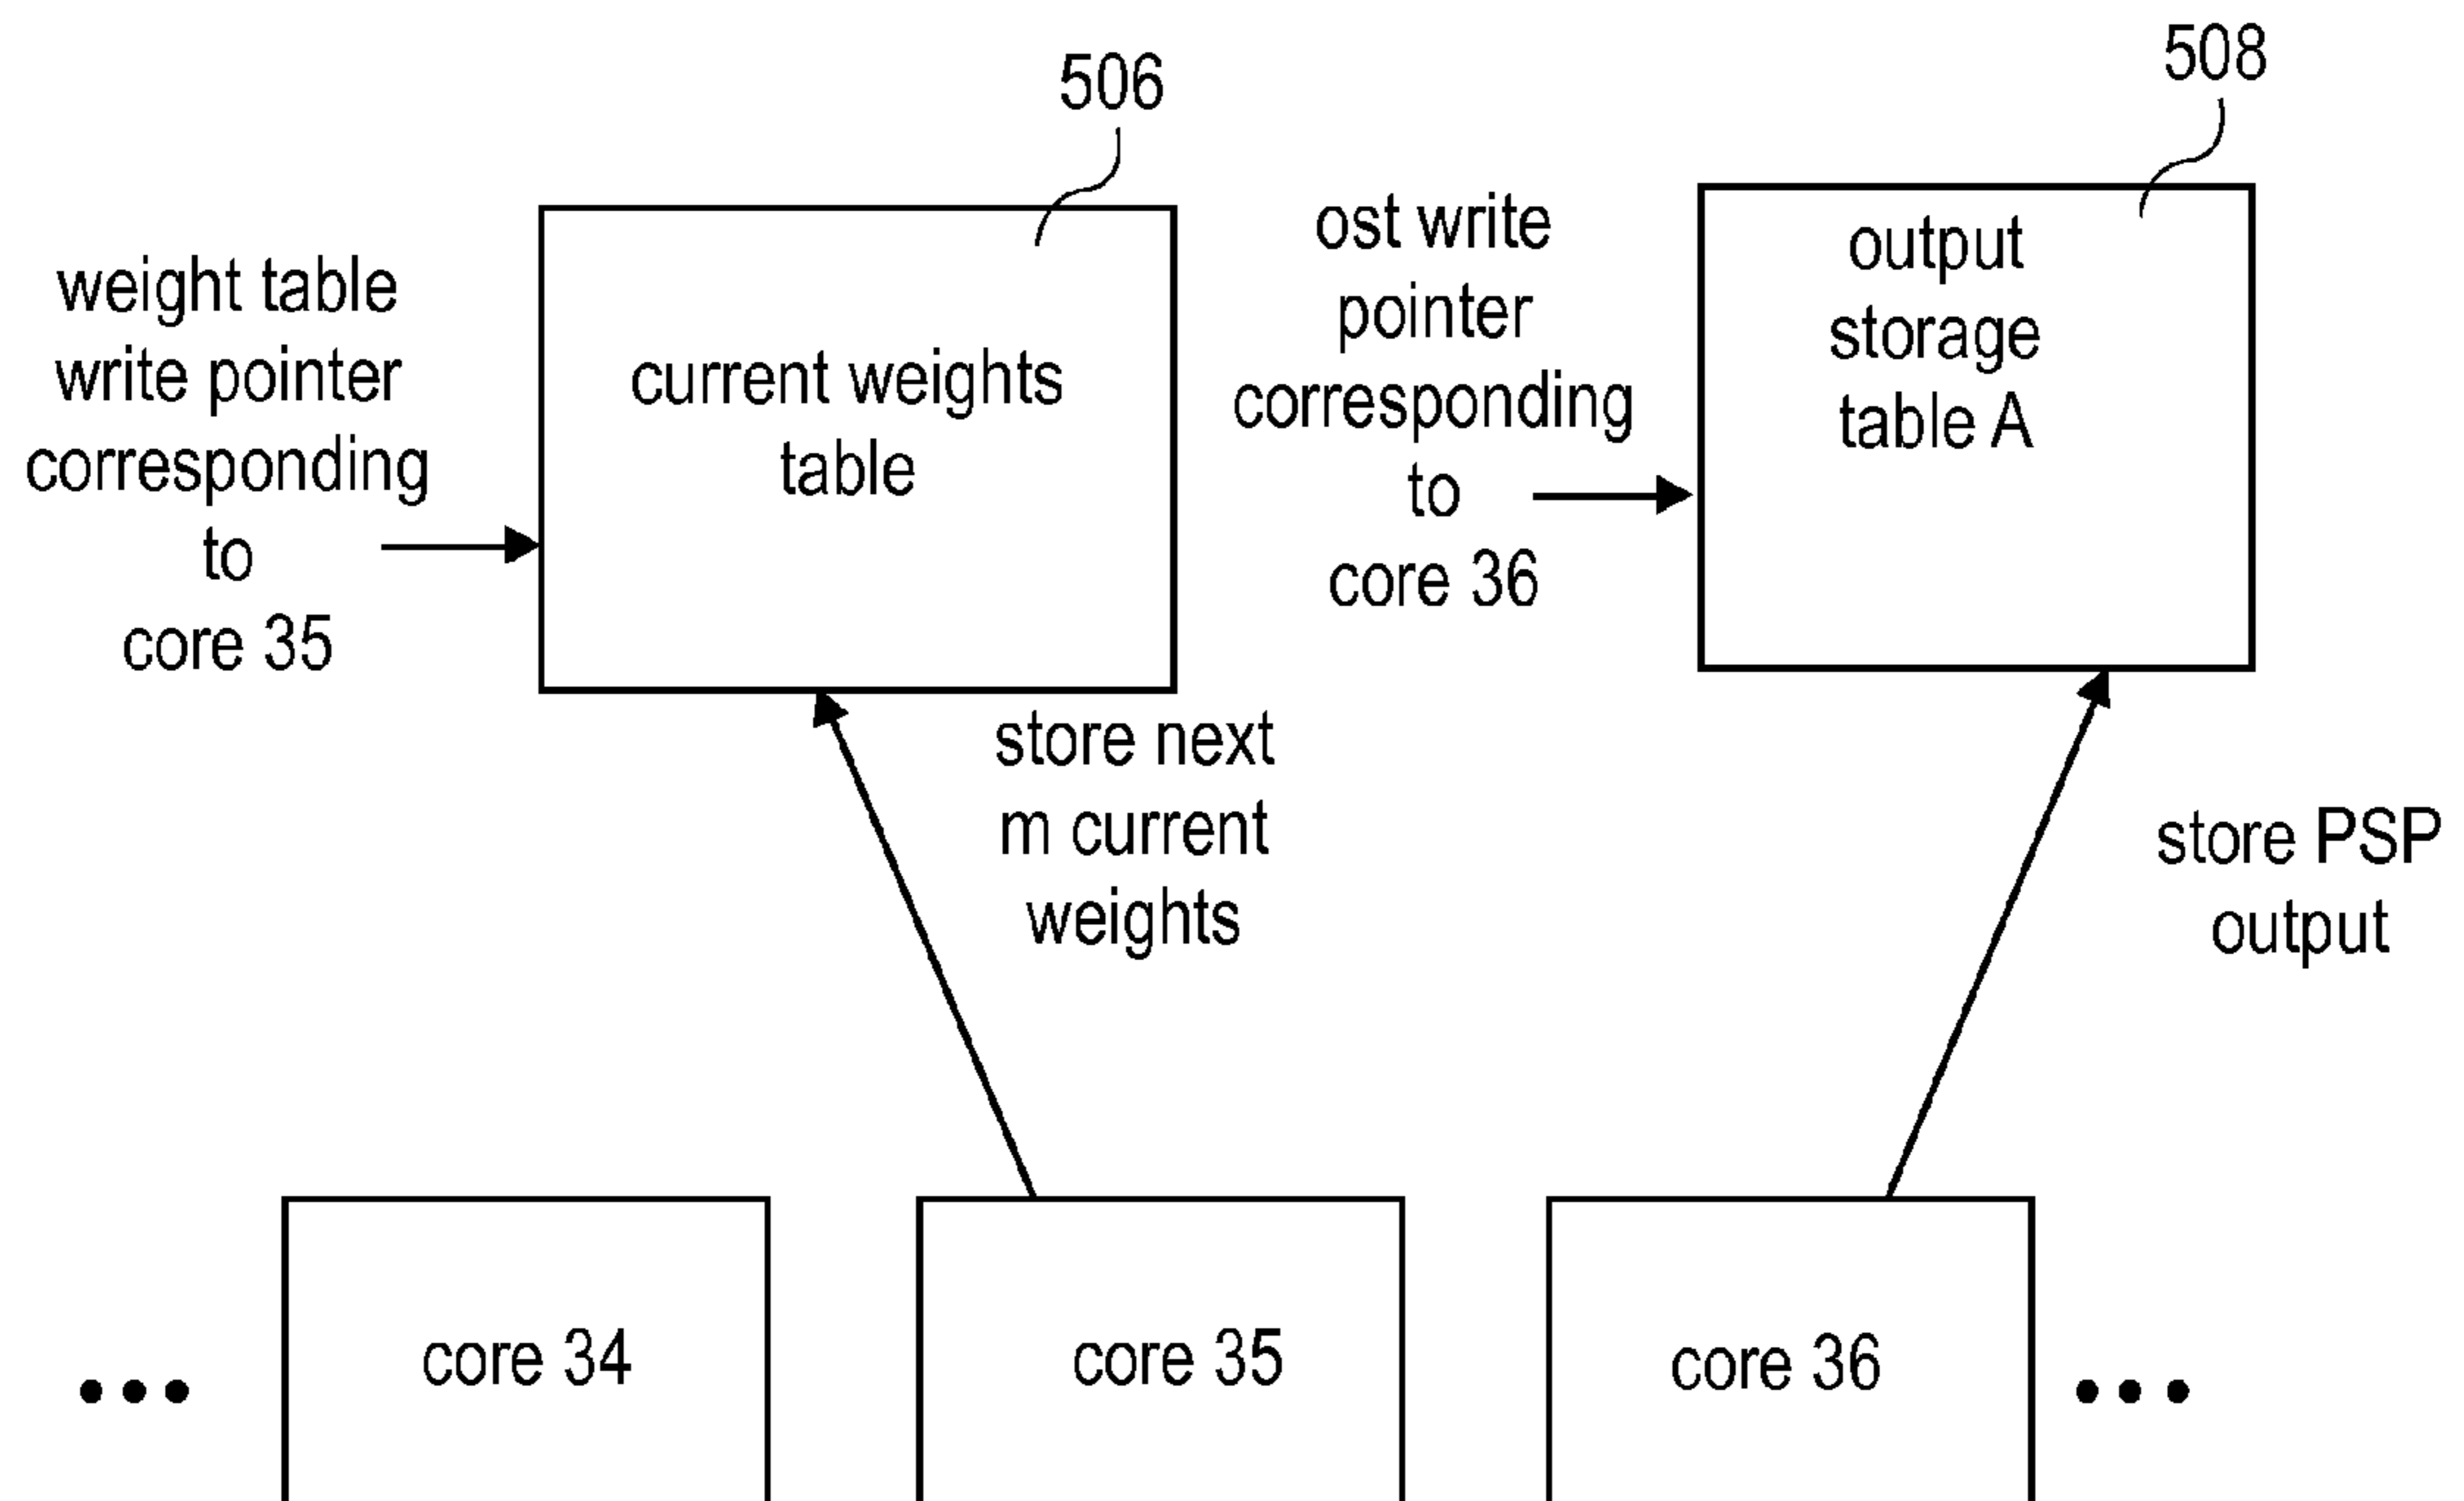 506
508
weight table
write pointer
corresponding
to
core 35
current weights
table
ost write
pointer
corresponding
to
core 36
output
storage
table A
store next
m current
weights
store PSP
output
core 34
core 35
core 36